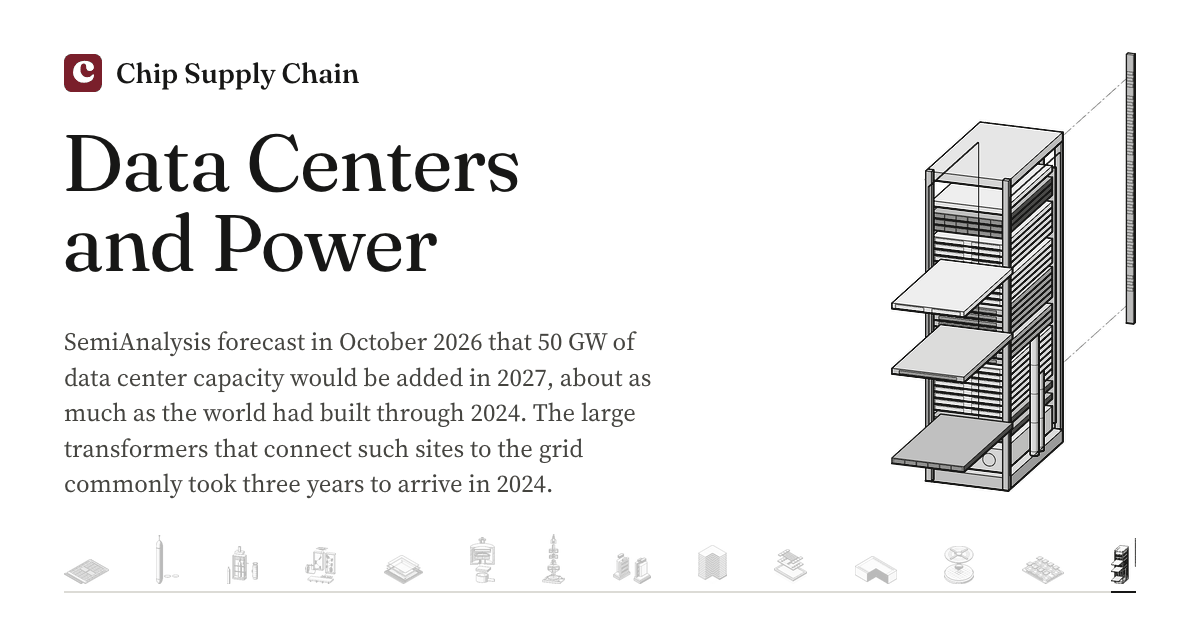 C Chip Supply Chain
Data Centers
and Power
SemiAnalysis forecast in October 2026 that 50 GW of
data center capacity would be added in 2027, about as
much as the world had built through 2024. The large
transformers that connect such sites to the grid
commonly took three years to arrive in 2024.